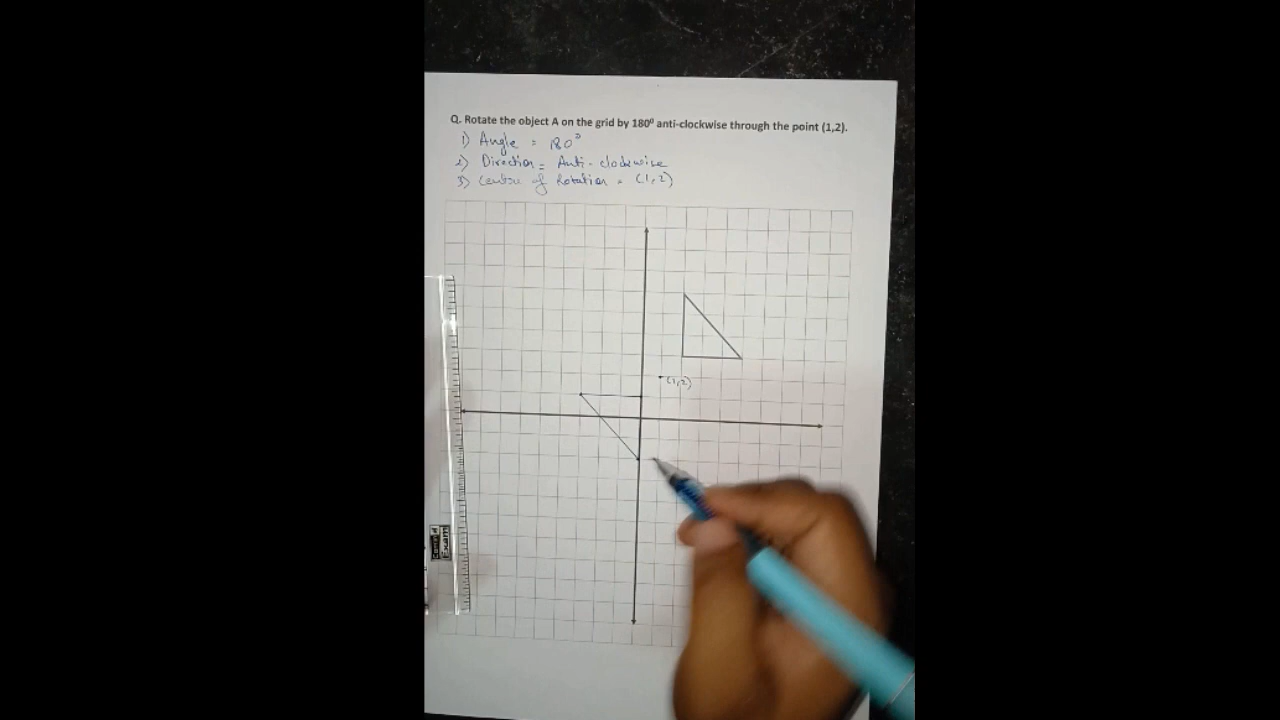 Q. Rotate the object A on the grid by 180⁰ anti-clockwise through the point (1,2).
1) Angle = 180°
2) Direction = Anti-clockwise
3) Centre of Rotation = (1,2)
(1,2)